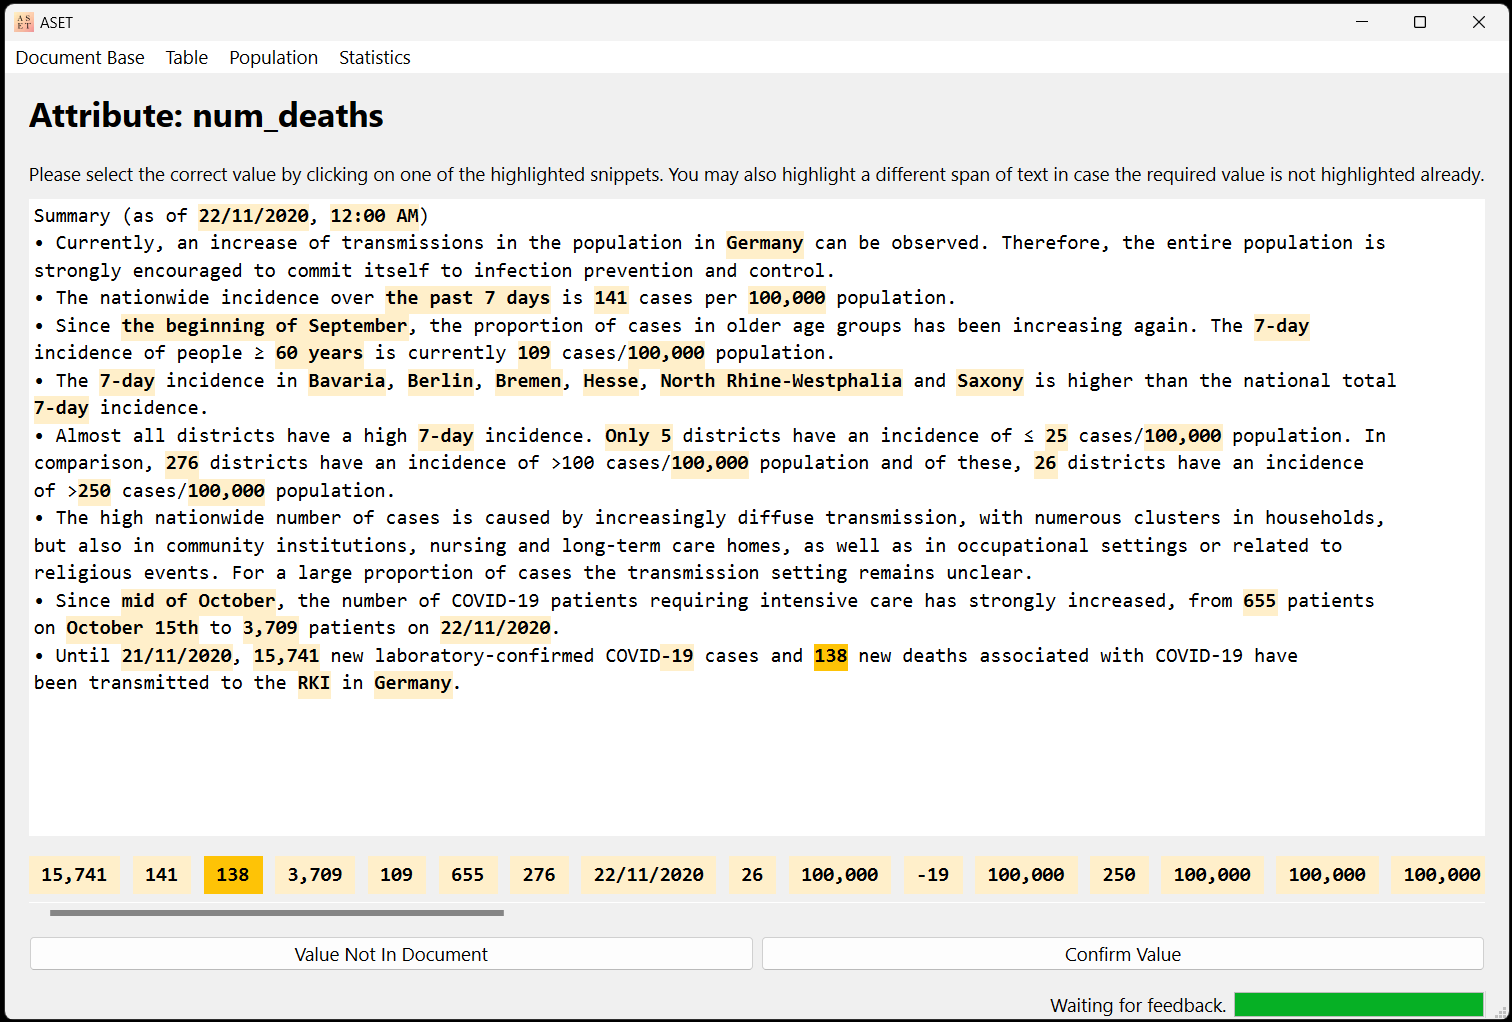 AS
ET
ASET
Document Base Table Population Statistics
Attribute: num_deaths
Please select the correct value by clicking on one of the highlighted snippets. You may also highlight a different span of text in case the required value is not highlighted already.
Summary (as of 22/11/2020, 12:00 AM)
• Currently, an increase of transmissions in the population in Germany can be observed. Therefore, the entire population is
strongly encouraged to commit itself to infection prevention and control.
• The nationwide incidence over the past 7 days is 141 cases per 100,000 population.
• Since the beginning of September, the proportion of cases in older age groups has been increasing again. The 7-day
incidence of people ≥ 60 years is currently 109 cases/100,000 population.
• The 7-day incidence in Bavaria, Berlin, Bremen, Hesse, North Rhine-Westphalia and Saxony is higher than the national total
7-day incidence.
• Almost all districts have a high 7-day incidence. Only 5 districts have an incidence of ≤ 25 cases/100,000 population. In
comparison, 276 districts have an incidence of >100 cases/100,000 population and of these, 26 districts have an incidence
of >250 cases/100,000 population.
• The high nationwide number of cases is caused by increasingly diffuse transmission, with numerous clusters in households,
but also in community institutions, nursing and long-term care homes, as well as in occupational settings or related to
religious events. For a large proportion of cases the transmission setting remains unclear.
• Since mid of October, the number of COVID-19 patients requiring intensive care has strongly increased, from 655 patients
on October 15th to 3,709 patients on 22/11/2020.
• Until 21/11/2020, 15,741 new laboratory-confirmed COVID-19 cases and 138 new deaths associated with COVID-19 have
been transmitted to the RKI in Germany.
15,741 141 138 3,709 109 655 276 22/11/2020 26 100,000 -19 100,000 250 100,000 100,000 100,000
Value Not In Document Confirm Value
Waiting for feedback.